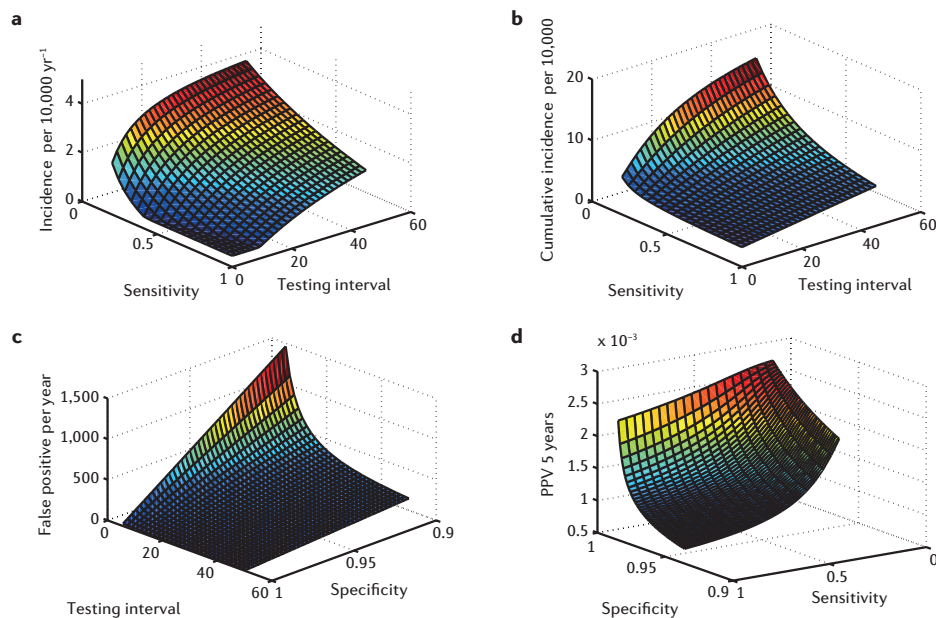 a
Incidence per 10,000 yr⁻¹
4
2
0
0
0.5
1
0
20
40
60
Sensitivity
Testing interval
b
Cumulative incidence per 10,000
20
10
0
0
0.5
1
0
20
40
60
Sensitivity
Testing interval
c
False positive per year
1,500
1,000
500
0
0
20
40
60
1
0.95
0.9
Testing interval
Specificity
d
x 10⁻³
PPV 5 years
3
2.5
2
1.5
1
0.5
1
0.95
0.9
1
0.5
0
Specificity
Sensitivity